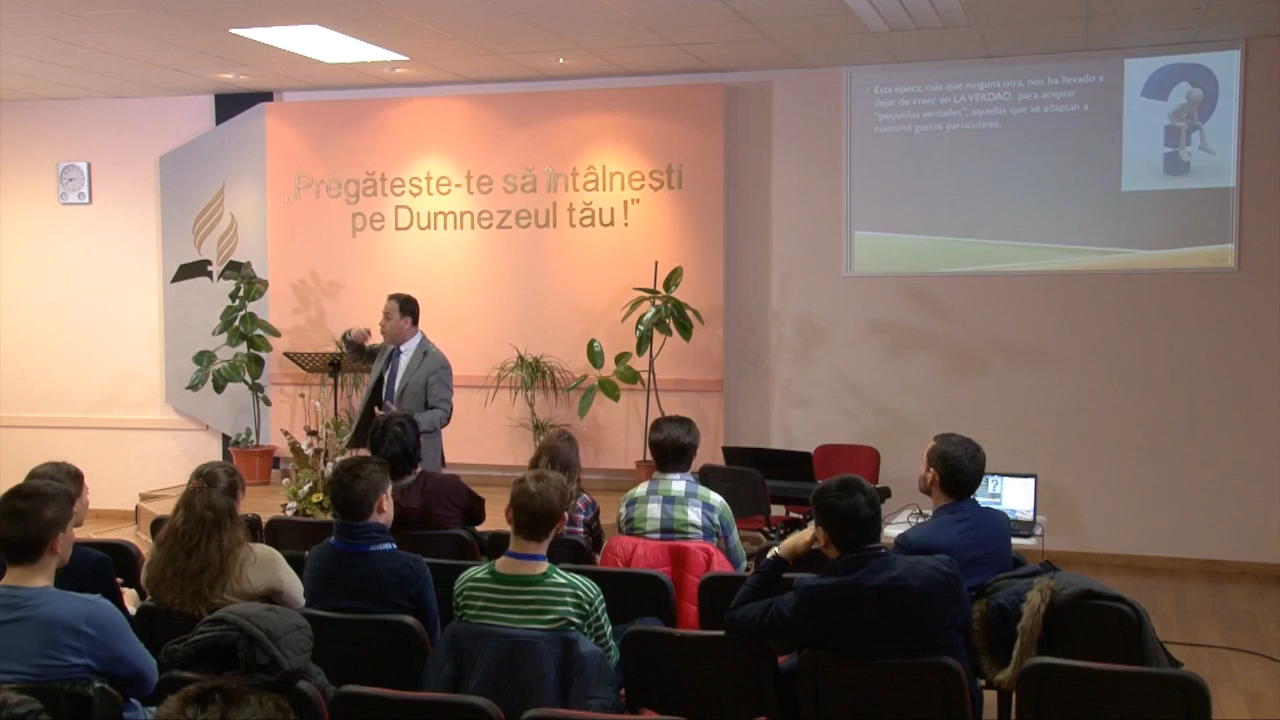 „Pregătește-te să întâlnești
pe Dumnezeul tău!"
Esta época, más que ninguna otra, nos ha llevado a
dejar de creer en LA VERDAD, para aceptar
"pequeñas verdades", aquellas que se adaptan a
nuestros gustos particulares.
JÓVENES